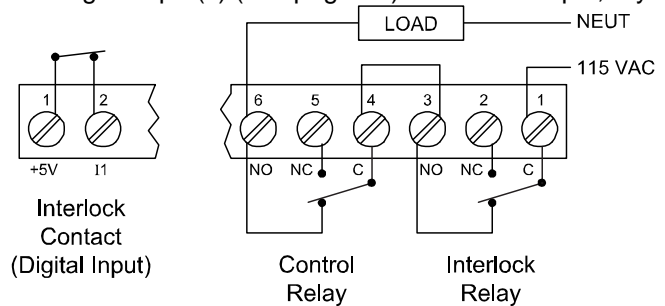 LOAD
NEUT
115 VAC
1 2
6 5 4 3 2 1
+5V I1
NO NC C NO NC C
Interlock
Contact
(Digital Input)
Control
Relay
Interlock
Relay